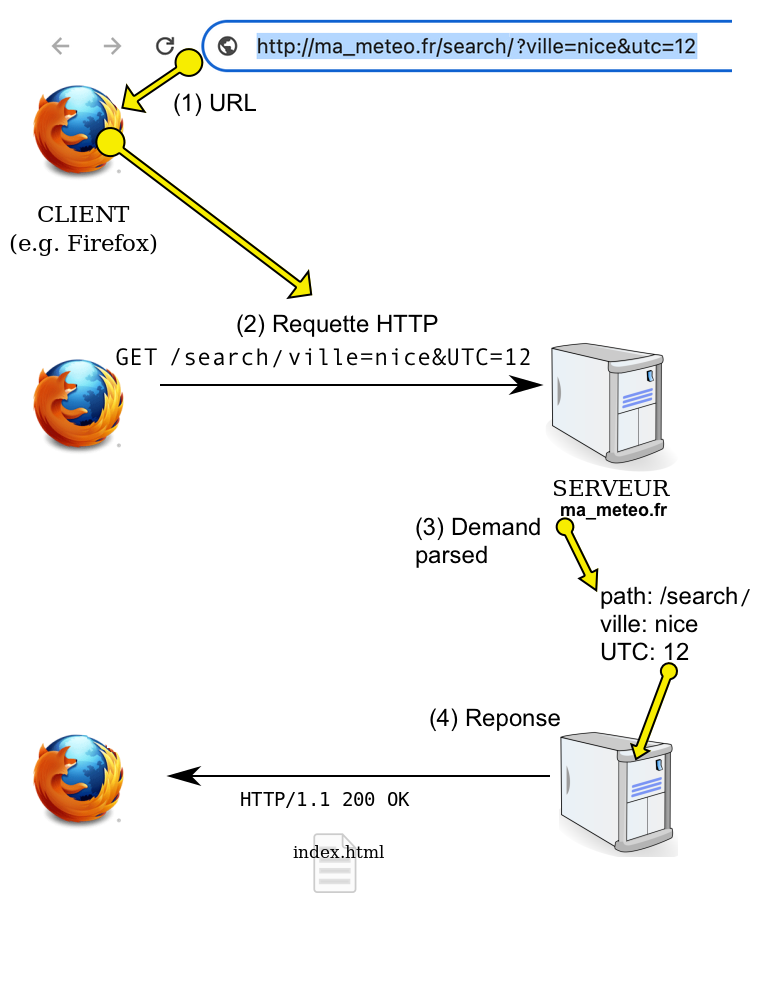 http://ma_meteo.fr/search/?ville=nice&utc=12
(1) URL
CLIENT
(e.g. Firefox)
(2) Requette HTTP
GET /search/ville=nice&UTC=12
SERVEUR
ma_meteo.fr
(3) Demand
parsed
path: /search/
ville: nice
UTC: 12
(4) Reponse
HTTP/1.1 200 OK
index.html